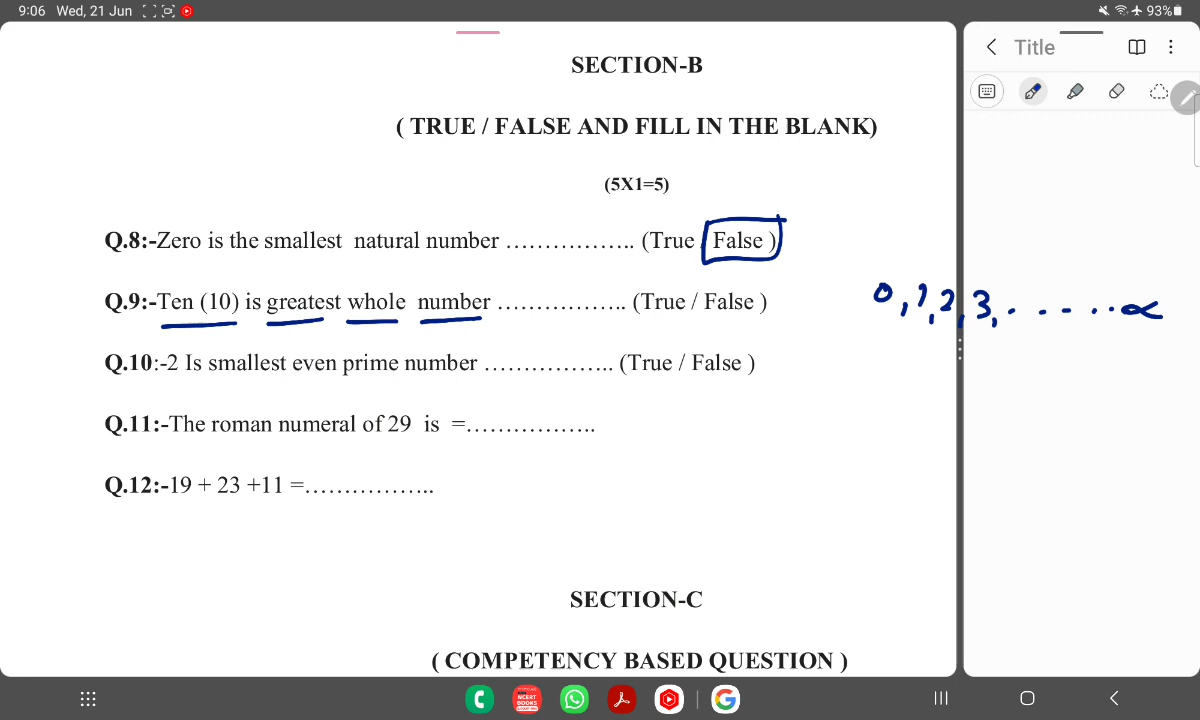 9:06 Wed, 21 Jun 93%
Title
SECTION-B
( TRUE / FALSE AND FILL IN THE BLANK)
(5X1=5)
Q.8:-Zero is the smallest natural number ................. (True / False )
Q.9:-Ten (10) is greatest whole number ................. (True / False )
0, 1, 2, 3, . . . . . . ∝
Q.10:-2 Is smallest even prime number ................. (True / False )
Q.11:-The roman numeral of 29 is =.................
Q.12:-19 + 23 +11 =.................
SECTION-C
( COMPETENCY BASED QUESTION )
NCERT
BOOKS